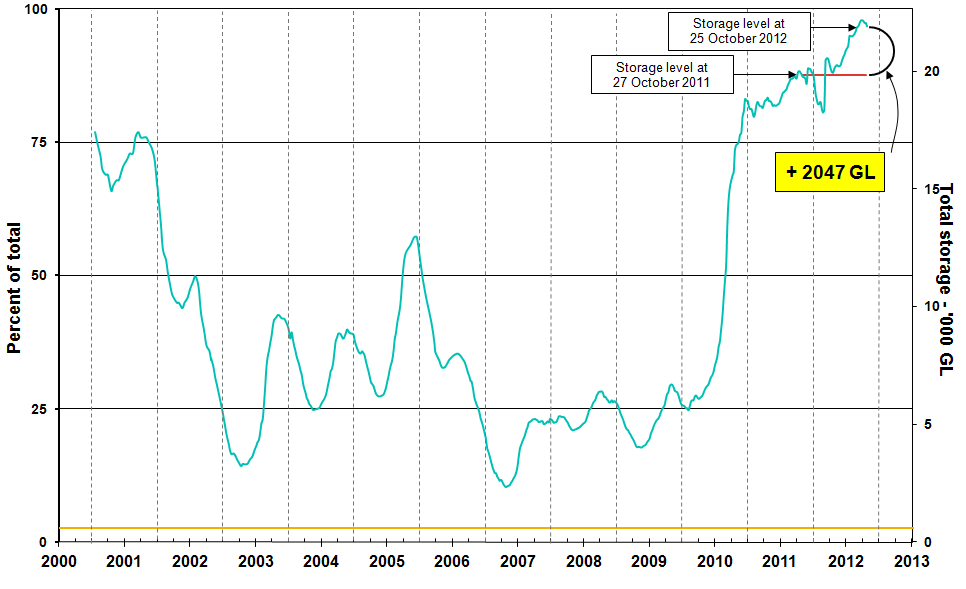 100
75
50
25
0
Percent of total
Storage level at
25 October 2012
Storage level at
27 October 2011
+ 2047 GL
20
15
10
5
0
Total storage - '000 GL
2000 2001 2002 2003 2004 2005 2006 2007 2008 2009 2010 2011 2012 2013